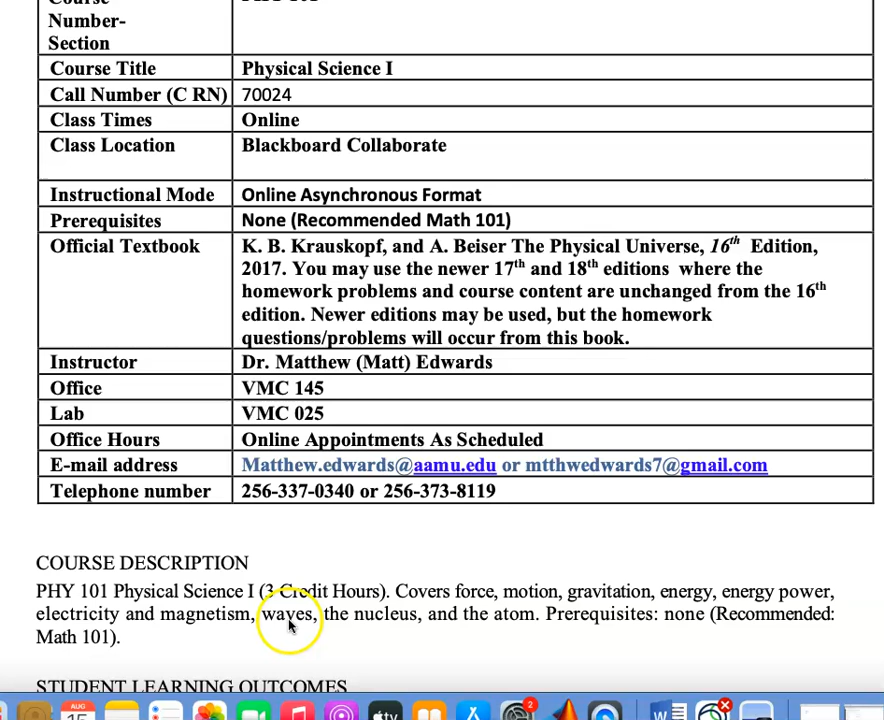 Number-
Section
Course Title Physical Science I
Call Number (C RN) 70024
Class Times Online
Class Location Blackboard Collaborate
Instructional Mode Online Asynchronous Format
Prerequisites None (Recommended Math 101)
Official Textbook K. B. Krauskopf, and A. Beiser The Physical Universe, 16th Edition,
2017. You may use the newer 17th and 18th editions where the
homework problems and course content are unchanged from the 16th
edition. Newer editions may be used, but the homework
questions/problems will occur from this book.
Instructor Dr. Matthew (Matt) Edwards
Office VMC 145
Lab VMC 025
Office Hours Online Appointments As Scheduled
E-mail address Matthew.edwards@aamu.edu or mtthwedwards7@gmail.com
Telephone number 256-337-0340 or 256-373-8119
COURSE DESCRIPTION
PHY 101 Physical Science I (3 Credit Hours). Covers force, motion, gravitation, energy, energy power,
electricity and magnetism, waves, the nucleus, and the atom. Prerequisites: none (Recommended:
Math 101).
STUDENT LEARNING OUTCOMES
AUG
2
tv
W